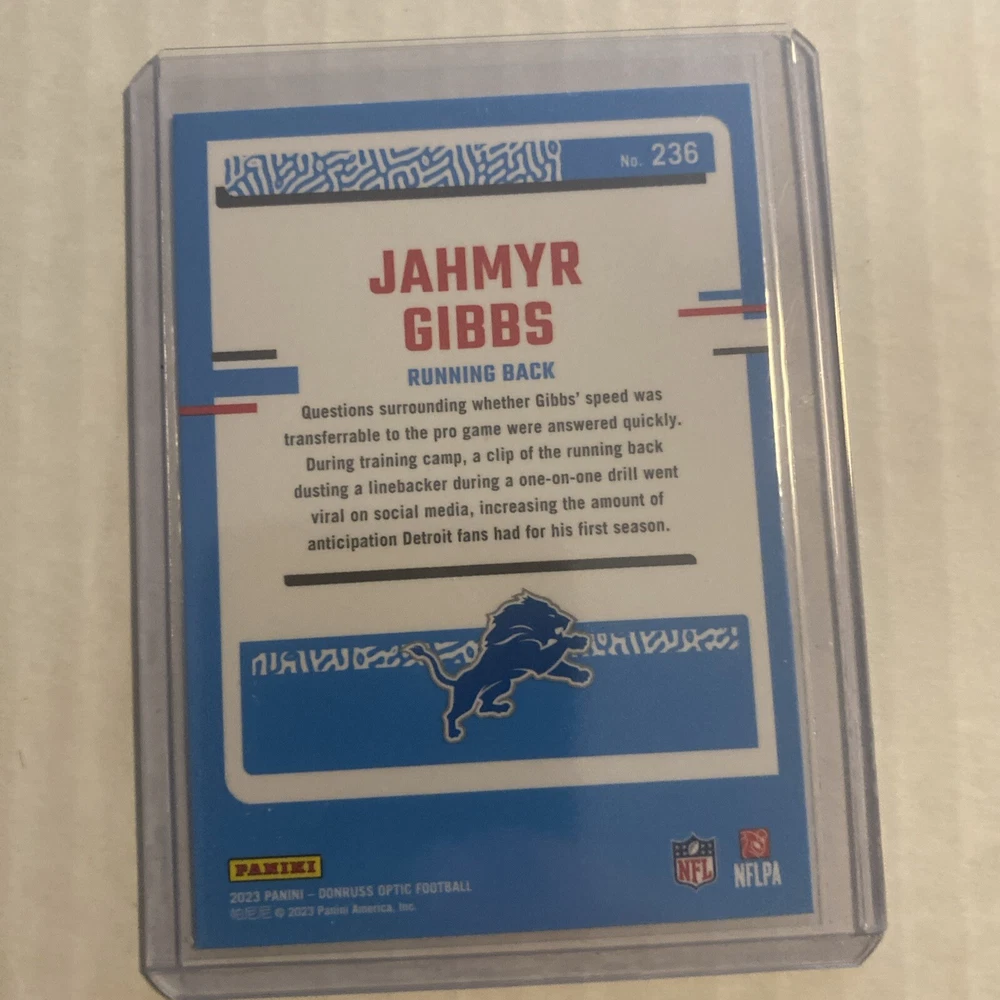 No. 236
JAHMYR
GIBBS
RUNNING BACK
Questions surrounding whether Gibbs' speed was
transferrable to the pro game were answered quickly.
During training camp, a clip of the running back
dusting a linebacker during a one-on-one drill went
viral on social media, increasing the amount of
anticipation Detroit fans had for his first season.
PANINI
NFL
NFLPA
2023 PANINI – DONRUSS OPTIC FOOTBALL
© 2023 Panini America, Inc.